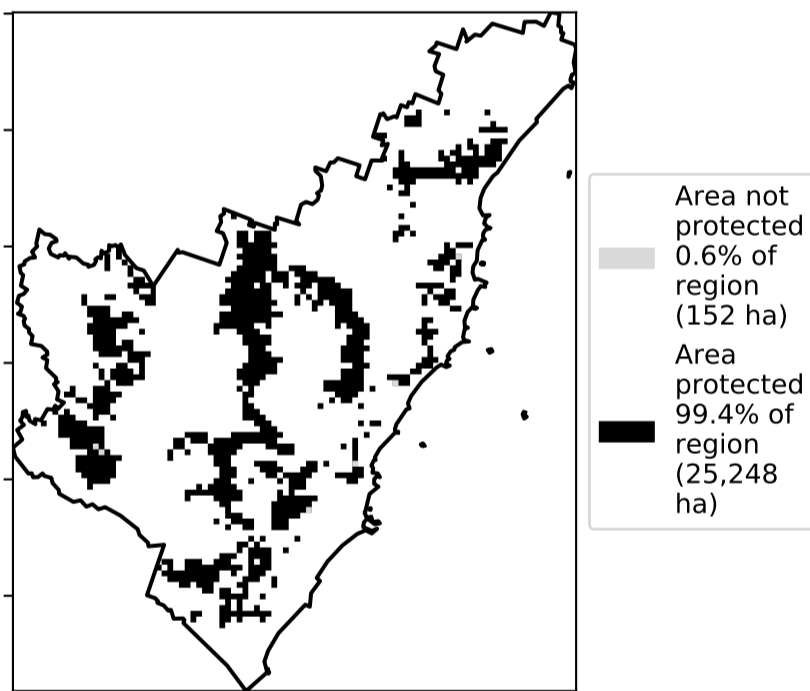 Area not
protected
0.6% of
region
(152 ha)
Area
protected
99.4% of
region
(25,248
ha)